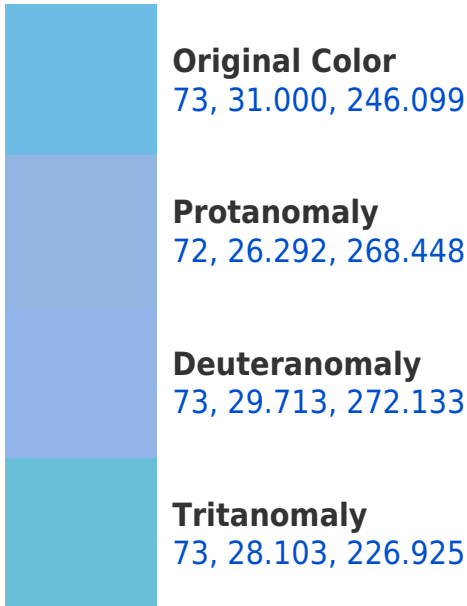 Original Color
73, 31.000, 246.099
Protanomaly
72, 26.292, 268.448
Deuteranomaly
73, 29.713, 272.133
Tritanomaly
73, 28.103, 226.925